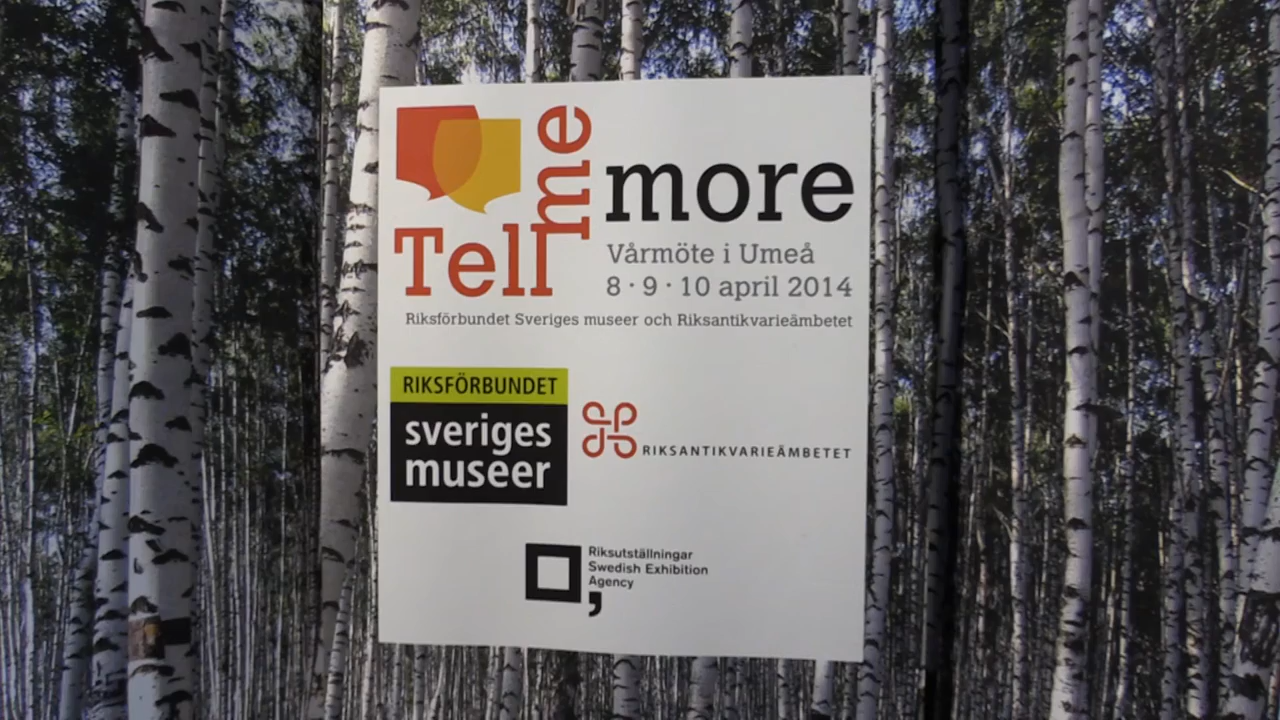 Tell me more
Vårmöte i Umeå
8 · 9 · 10 april 2014
Riksförbundet Sveriges museer och Riksantikvarieämbetet
RIKSFÖRBUNDET
sveriges
museer
RIKSANTIKVARIEÄMBETET
Riksutställningar
Swedish Exhibition
Agency